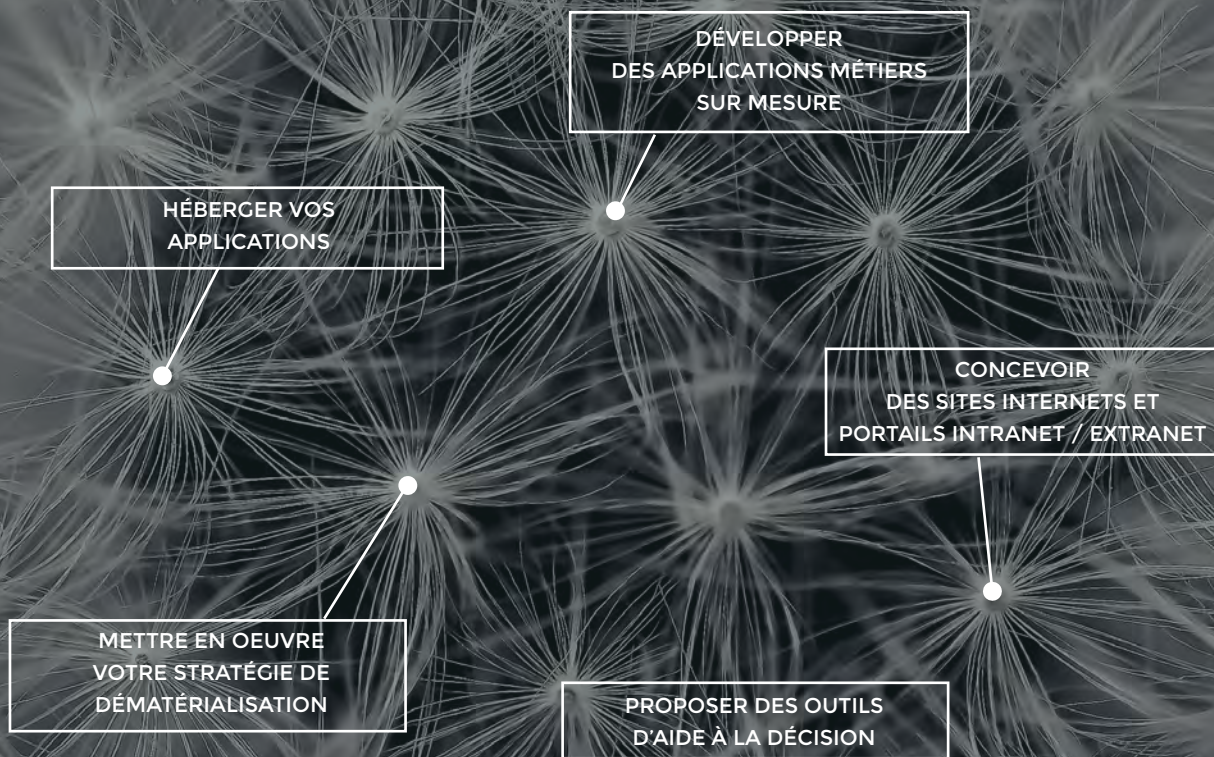 DÉVELOPPER
DES APPLICATIONS MÉTIERS
SUR MESURE
HÉBERGER VOS
APPLICATIONS
CONCEVOIR
DES SITES INTERNETS ET
PORTAILS INTRANET / EXTRANET
METTRE EN OEUVRE
VOTRE STRATÉGIE DE
DÉMATÉRIALISATION
PROPOSER DES OUTILS
D'AIDE À LA DÉCISION